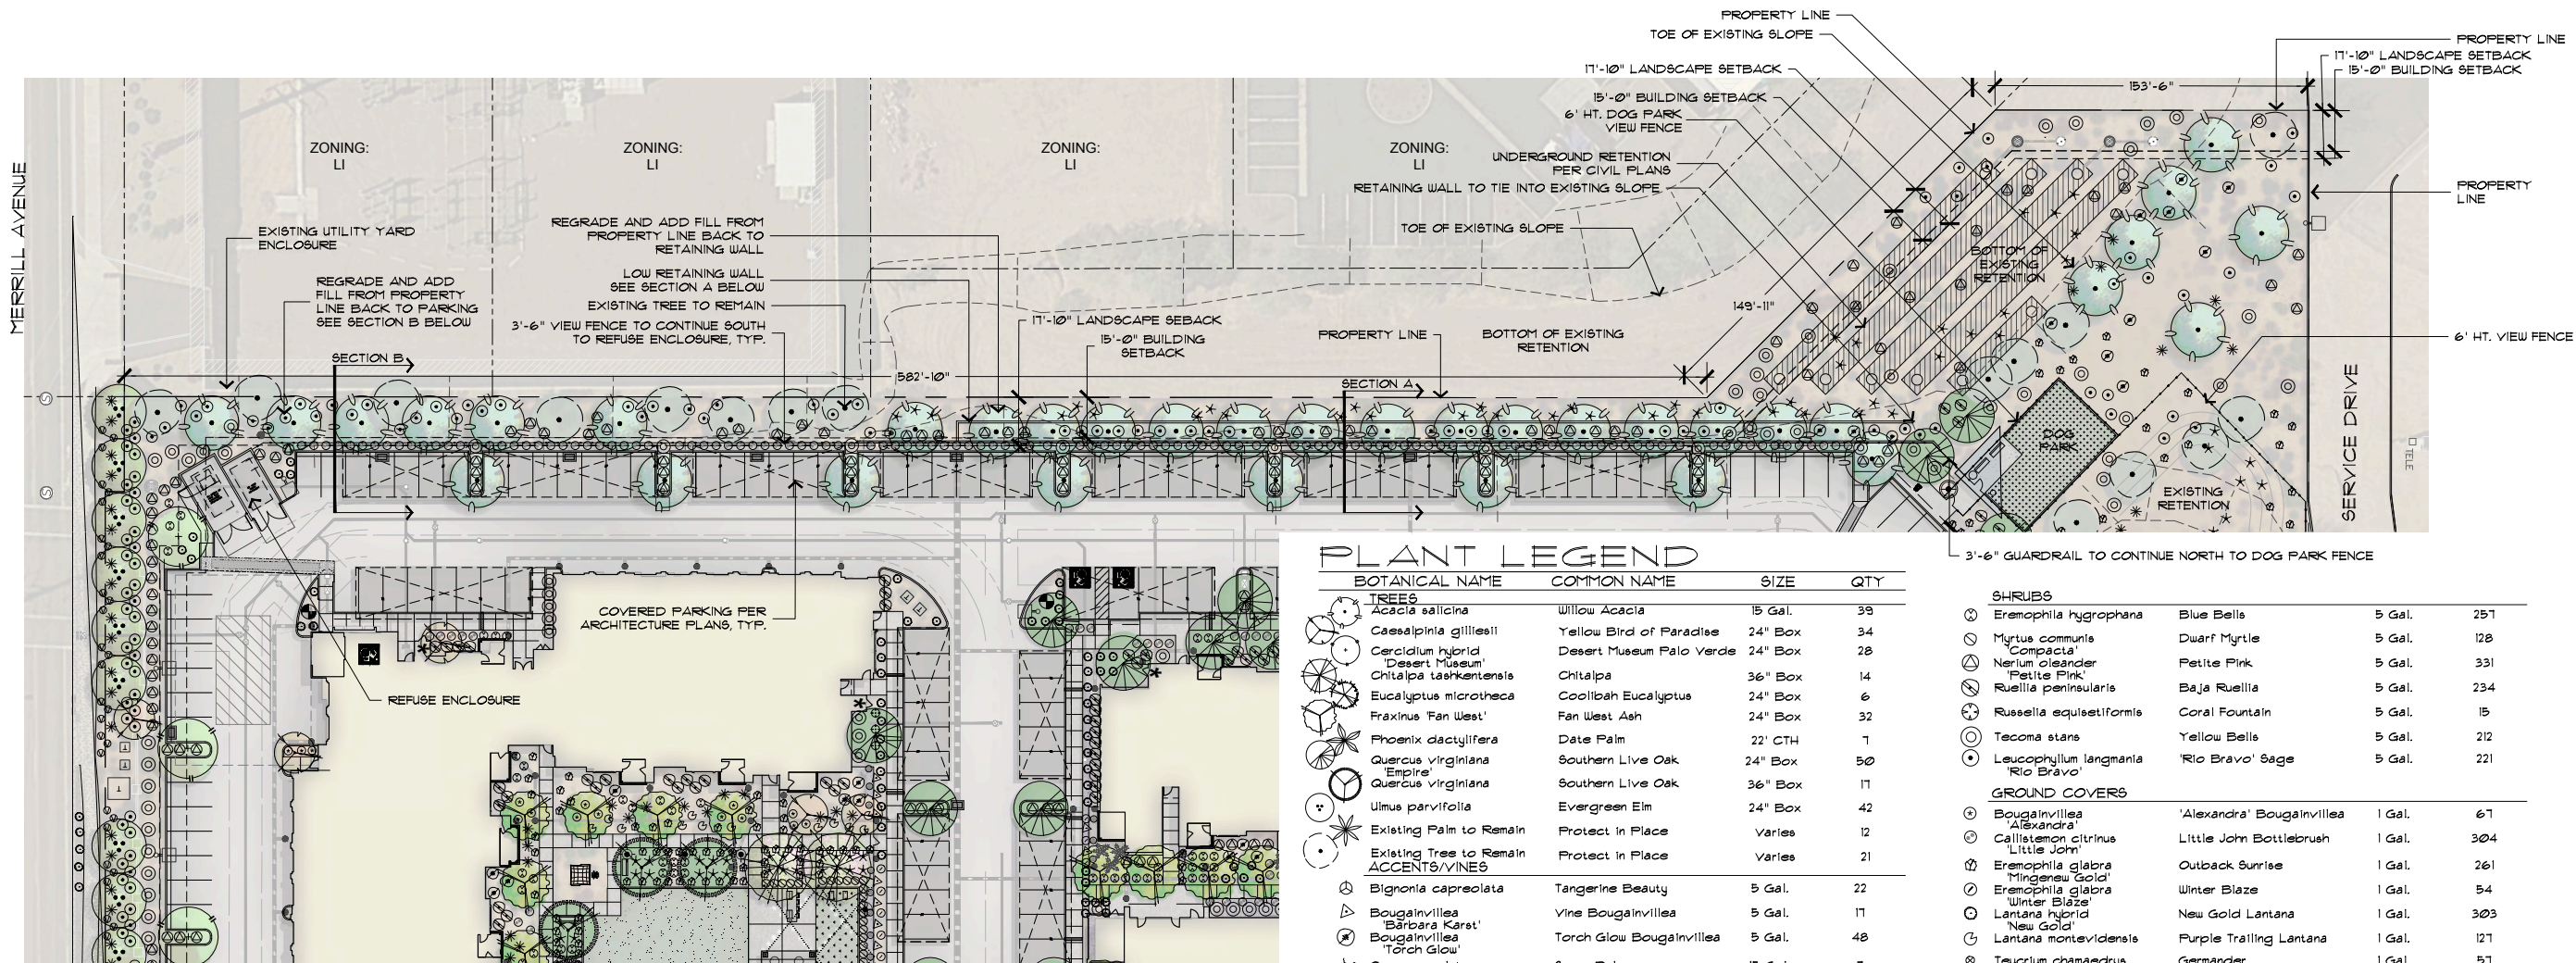 PROPERTY LINE
TOE OF EXISTING SLOPE
17'-10" LANDSCAPE SETBACK
15'-0" BUILDING SETBACK
6' HT. DOG PARK
VIEW FENCE
UNDERGROUND RETENTION
PER CIVIL PLANS
RETAINING WALL TO TIE INTO EXISTING SLOPE
TOE OF EXISTING SLOPE
PROPERTY LINE
17'-10" LANDSCAPE SETBACK
15'-0" BUILDING SETBACK
153'-6"
PROPERTY
LINE
6' HT. VIEW FENCE
MERRILL AVENUE
ZONING:
LI
ZONING:
LI
ZONING:
LI
ZONING:
LI
EXISTING UTILITY YARD
ENCLOSURE
REGRADE AND ADD
FILL FROM PROPERTY
LINE BACK TO PARKING
SEE SECTION B BELOW
REGRADE AND ADD FILL FROM
PROPERTY LINE BACK TO
RETAINING WALL
LOW RETAINING WALL
SEE SECTION A BELOW
EXISTING TREE TO REMAIN
3'-6" VIEW FENCE TO CONTINUE SOUTH
TO REFUSE ENCLOSURE, TYP.
17'-10" LANDSCAPE SEBACK
15'-0" BUILDING
SETBACK
PROPERTY LINE
BOTTOM OF EXISTING
RETENTION
149'-11"
BOTTOM OF
EXISTING
RETENTION
SECTION B
582'-10"
SECTION A
S
S
DOG
PARK
EXISTING
RETENTION
SERVICE DRIVE
TELE
3'-6" GUARDRAIL TO CONTINUE NORTH TO DOG PARK FENCE
COVERED PARKING PER
ARCHITECTURE PLANS, TYP.
REFUSE ENCLOSURE
PLANT LEGEND
BOTANICAL NAME COMMON NAME SIZE QTY
TREES
Acacia salicina Willow Acacia 15 Gal. 39
Caesalpinia gilliesii Yellow Bird of Paradise 24" Box 34
Cercidium hybrid Desert Museum Palo Verde 24" Box 28
'Desert Museum'
Chitalpa tashkentensis Chitalpa 36" Box 14
Eucalyptus microtheca Coolibah Eucalyptus 24" Box 6
Fraxinus 'Fan West' Fan West Ash 24" Box 32
Phoenix dactylifera Date Palm 22' CTH 7
Quercus virginiana Southern Live Oak 24" Box 50
'Empire'
Quercus virginiana Southern Live Oak 36" Box 17
Ulmus parvifolia Evergreen Elm 24" Box 42
Existing Palm to Remain Protect in Place Varies 12
Existing Tree to Remain Protect in Place Varies 21
ACCENTS/VINES
Bignonia capreolata Tangerine Beauty 5 Gal. 22
Bougainvillea Vine Bougainvillea 5 Gal. 17
'Barbara Karst'
Bougainvillea Torch Glow Bougainvillea 5 Gal. 48
'Torch Glow'
SHRUBS
Eremophila hygrophana Blue Bells 5 Gal. 257
Myrtus communis Dwarf Myrtle 5 Gal. 128
'Compacta'
Nerium oleander Petite Pink 5 Gal. 331
'Petite Pink'
Ruellia peninsularis Baja Ruellia 5 Gal. 234
Russelia equisetiformis Coral Fountain 5 Gal. 15
Tecoma stans Yellow Bells 5 Gal. 212
Leucophyllum langmania 'Rio Bravo' Sage 5 Gal. 221
'Rio Bravo'
GROUND COVERS
Bougainvillea 'Alexandra' Bougainvillea 1 Gal. 67
'Alexandra'
Callistemon citrinus Little John Bottlebrush 1 Gal. 304
'Little John'
Eremophila glabra Outback Sunrise 1 Gal. 261
'Mingenew Gold'
Eremophila glabra Winter Blaze 1 Gal. 54
'Winter Blaze'
Lantana hybrid New Gold Lantana 1 Gal. 303
'New Gold'
Lantana montevidensis Purple Trailing Lantana 1 Gal. 127
Teucrium chamaedrys Germander 1 Gal. 57